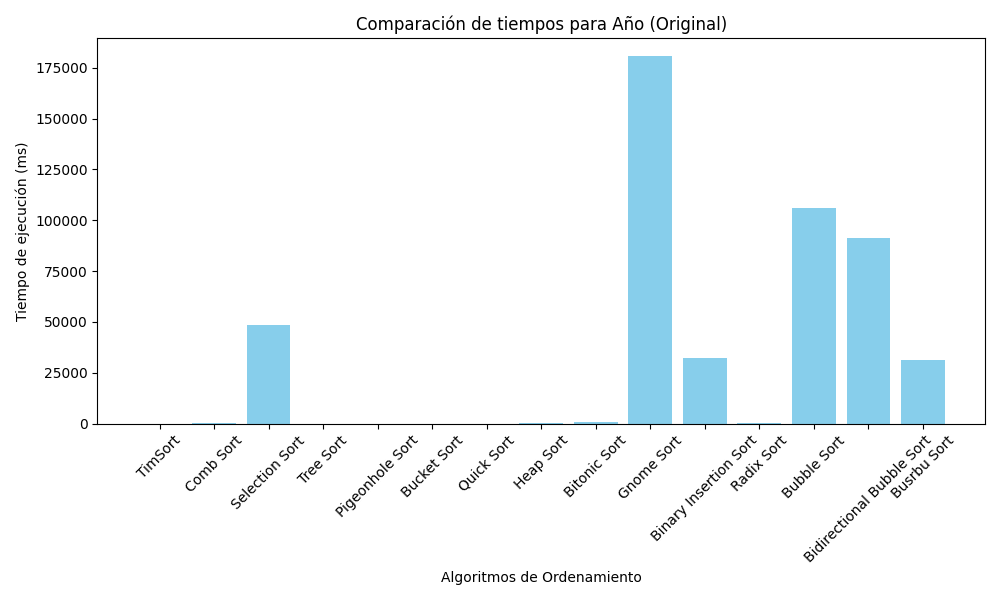 Comparación de tiempos para Año (Original)
Tiempo de ejecución (ms)
175000
150000
125000
100000
75000
50000
25000
0
TimSort
Comb Sort
Selection Sort
Tree Sort
Pigeonhole Sort
Bucket Sort
Quick Sort
Heap Sort
Bitonic Sort
Gnome Sort
Binary Insertion Sort
Radix Sort
Bubble Sort
Bidirectional Bubble Sort
Busrbu Sort
Algoritmos de Ordenamiento